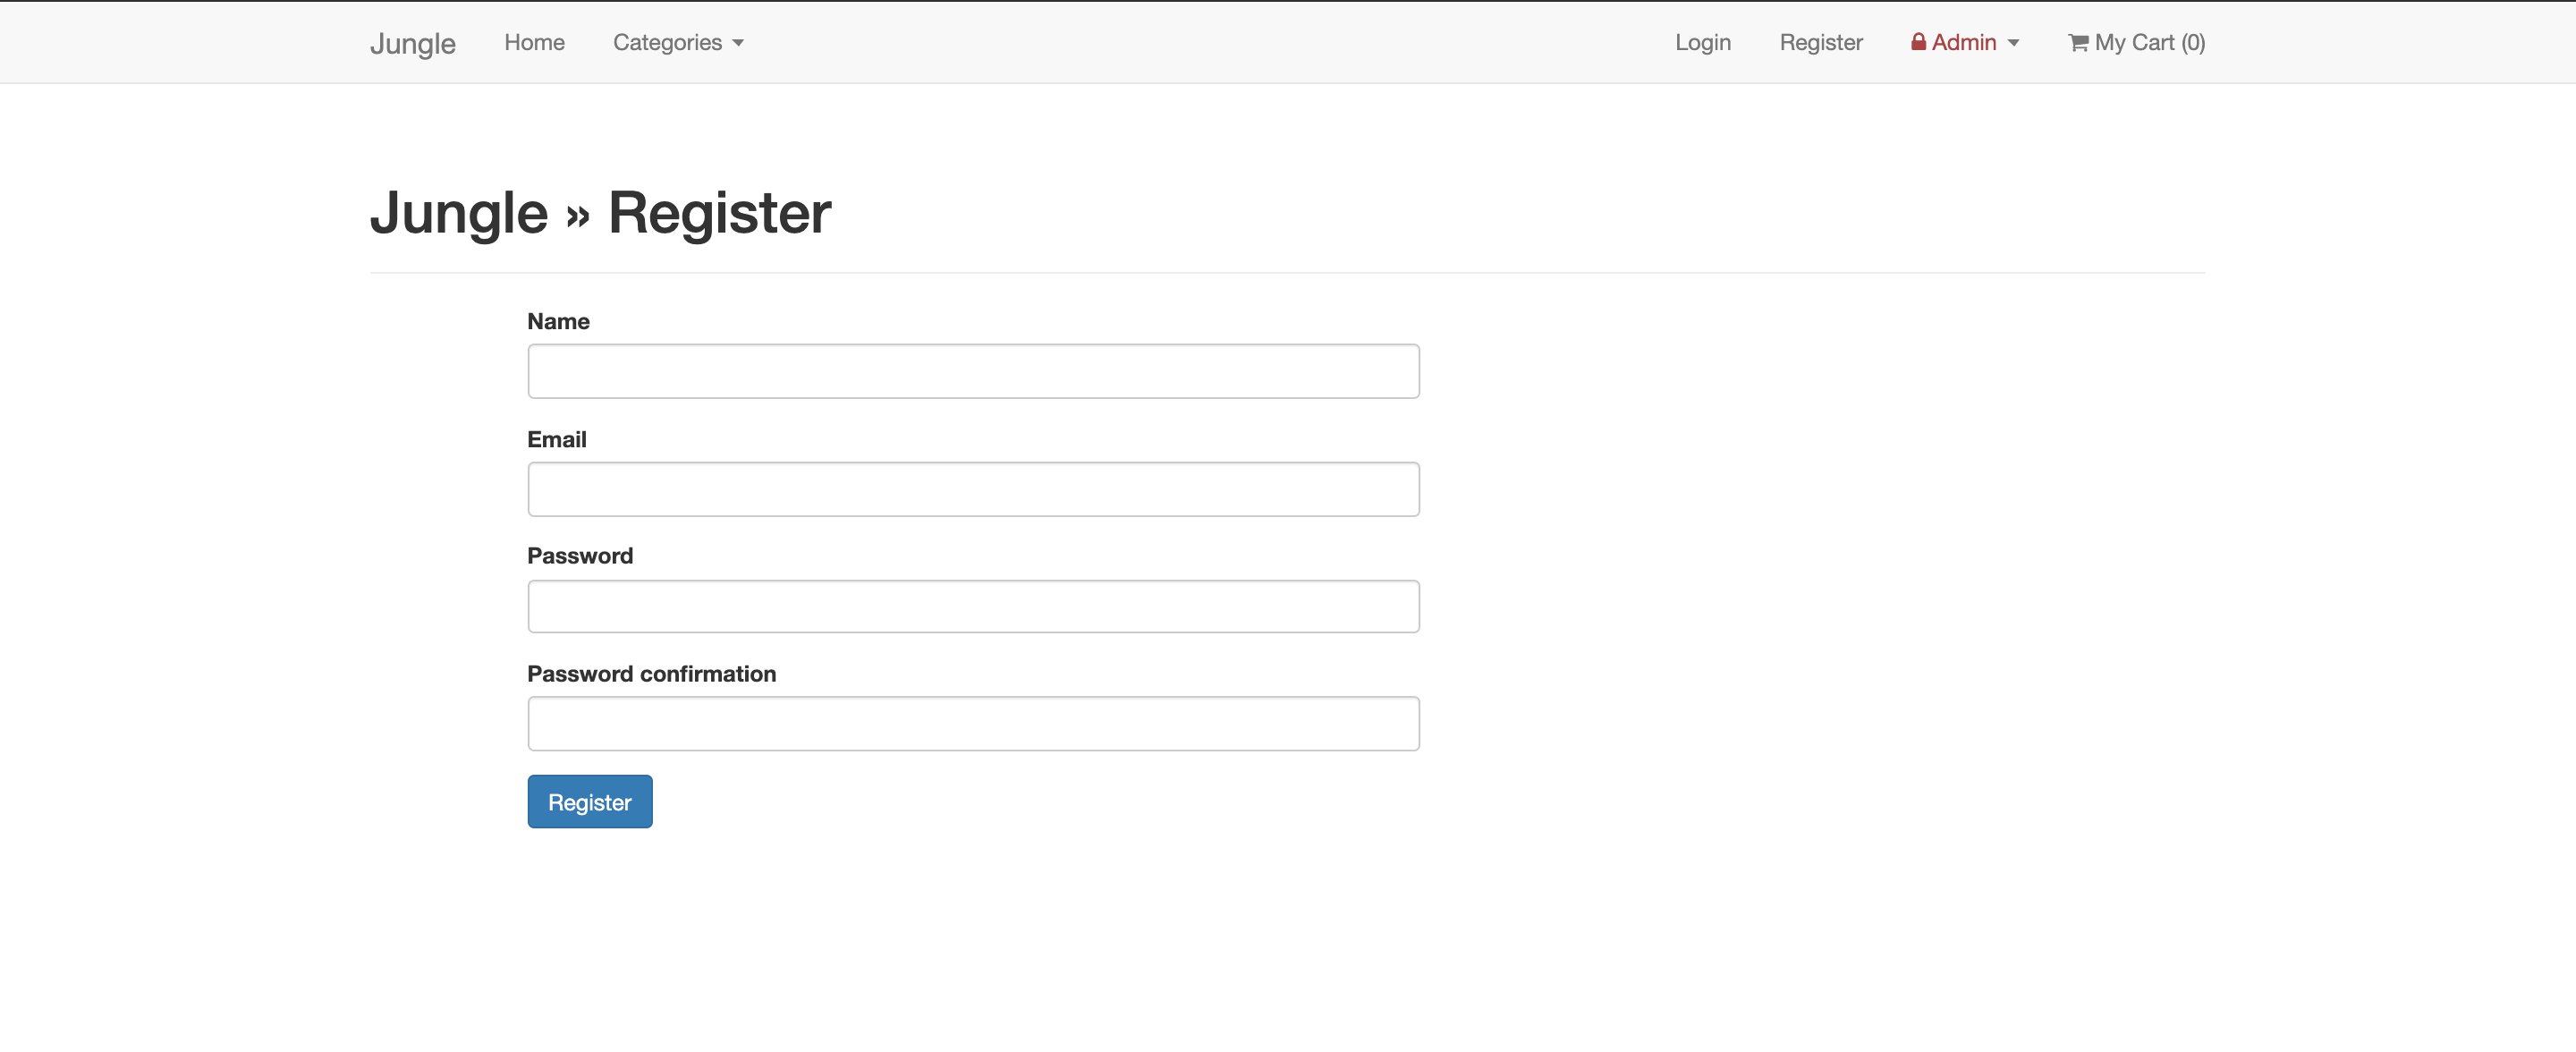 Jungle Home Categories Login Register Admin My Cart (0)
Jungle » Register
Name
Email
Password
Password confirmation
Register